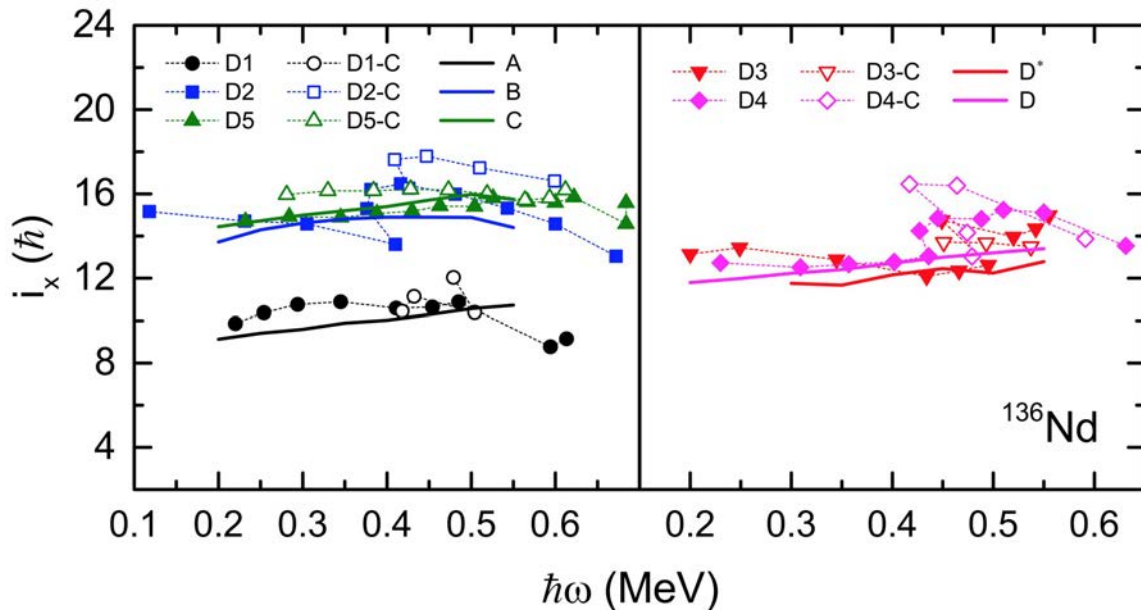 24
20
16
12
8
4
i_x (ℏ)
D1 D1-C A
D2 D2-C B
D5 D5-C C
D3 D3-C D*
D4 D4-C D
¹³⁶Nd
0.1 0.2 0.3 0.4 0.5 0.6 0.2 0.3 0.4 0.5 0.6
ℏω (MeV)